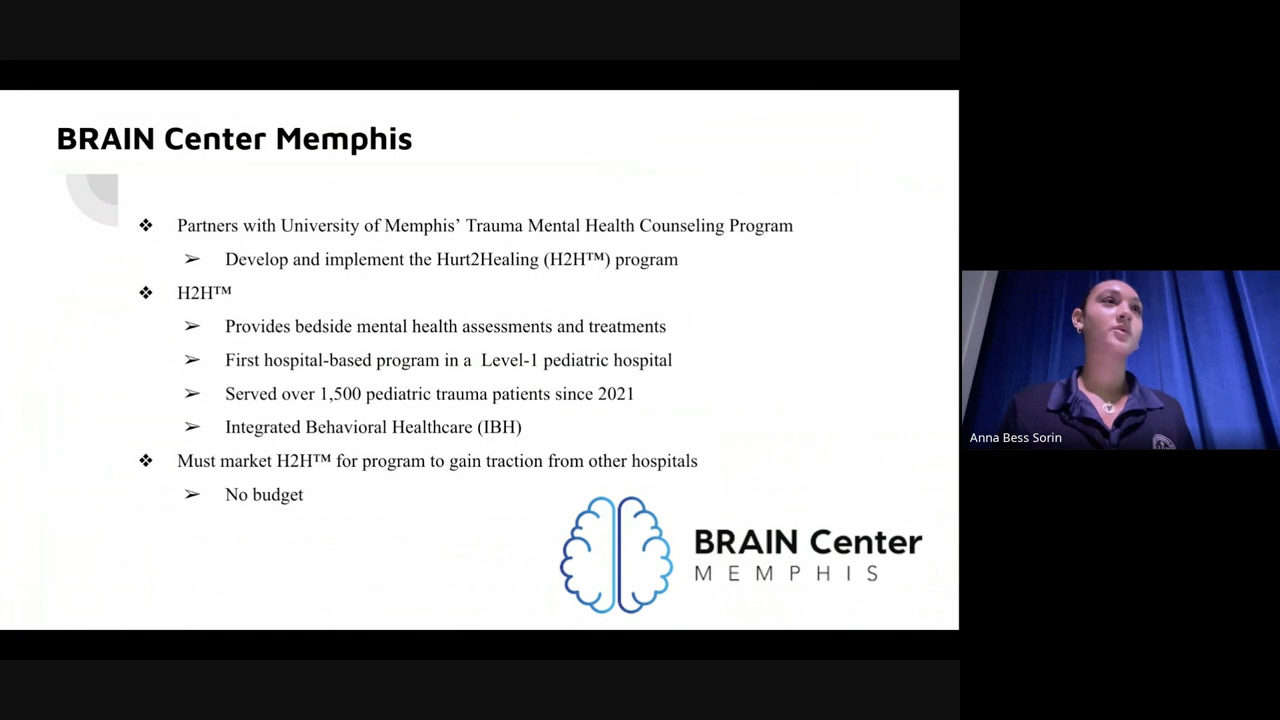 BRAIN Center Memphis
❖ Partners with University of Memphis’ Trauma Mental Health Counseling Program
➢ Develop and implement the Hurt2Healing (H2H™) program
❖ H2H™
➢ Provides bedside mental health assessments and treatments
➢ First hospital-based program in a Level-1 pediatric hospital
➢ Served over 1,500 pediatric trauma patients since 2021
➢ Integrated Behavioral Healthcare (IBH)
❖ Must market H2H™ for program to gain traction from other hospitals
➢ No budget
BRAIN Center
MEMPHIS
Anna Bess Sorin